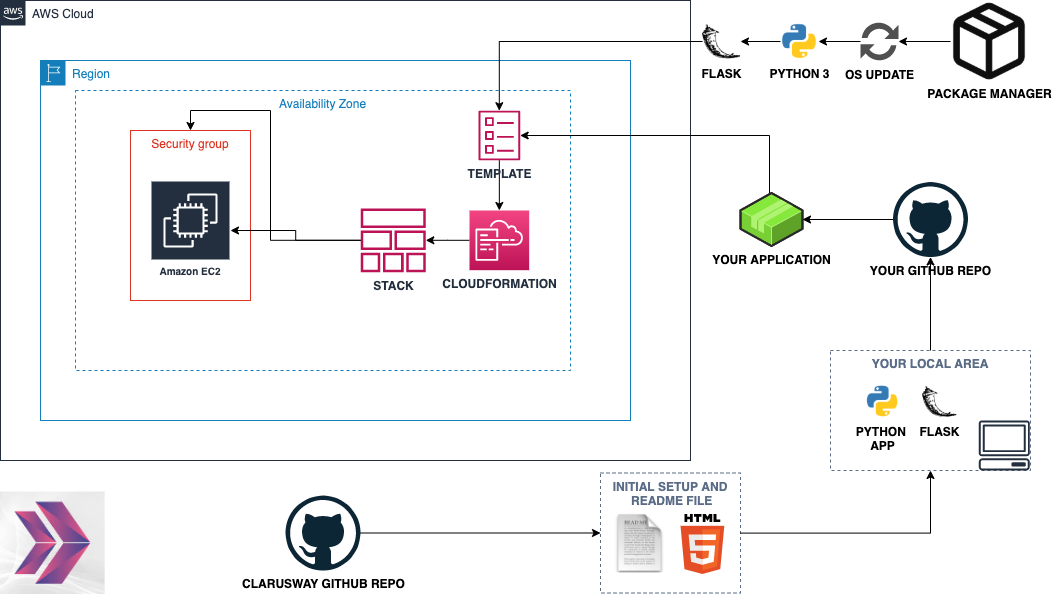 aws
AWS Cloud
Region
Availability Zone
Security group
Amazon EC2
STACK
CLOUDFORMATION
TEMPLATE
FLASK
PYTHON 3
OS UPDATE
PACKAGE MANAGER
YOUR APPLICATION
YOUR GITHUB REPO
YOUR LOCAL AREA
PYTHON
APP
FLASK
INITIAL SETUP AND
README FILE
README
HTML
5
CLARUSWAY GITHUB REPO